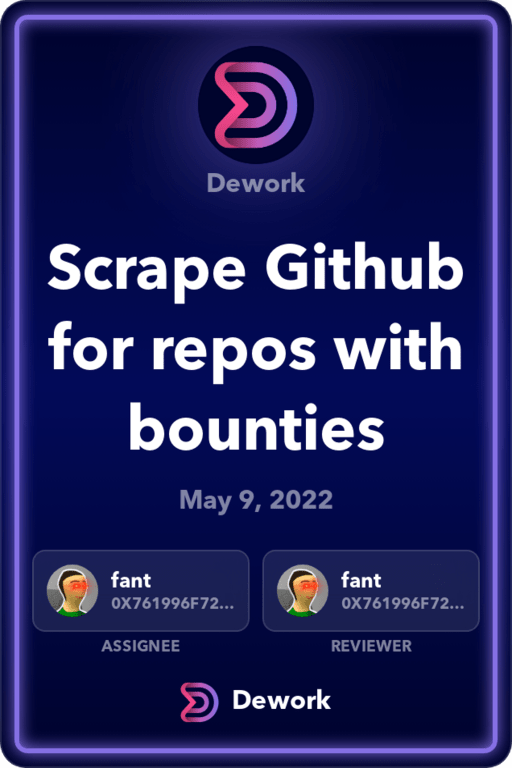 Dework
Scrape Github
for repos with
bounties
May 9, 2022
fant
0X761996F72...
ASSIGNEE
fant
0X761996F72...
REVIEWER
Dework